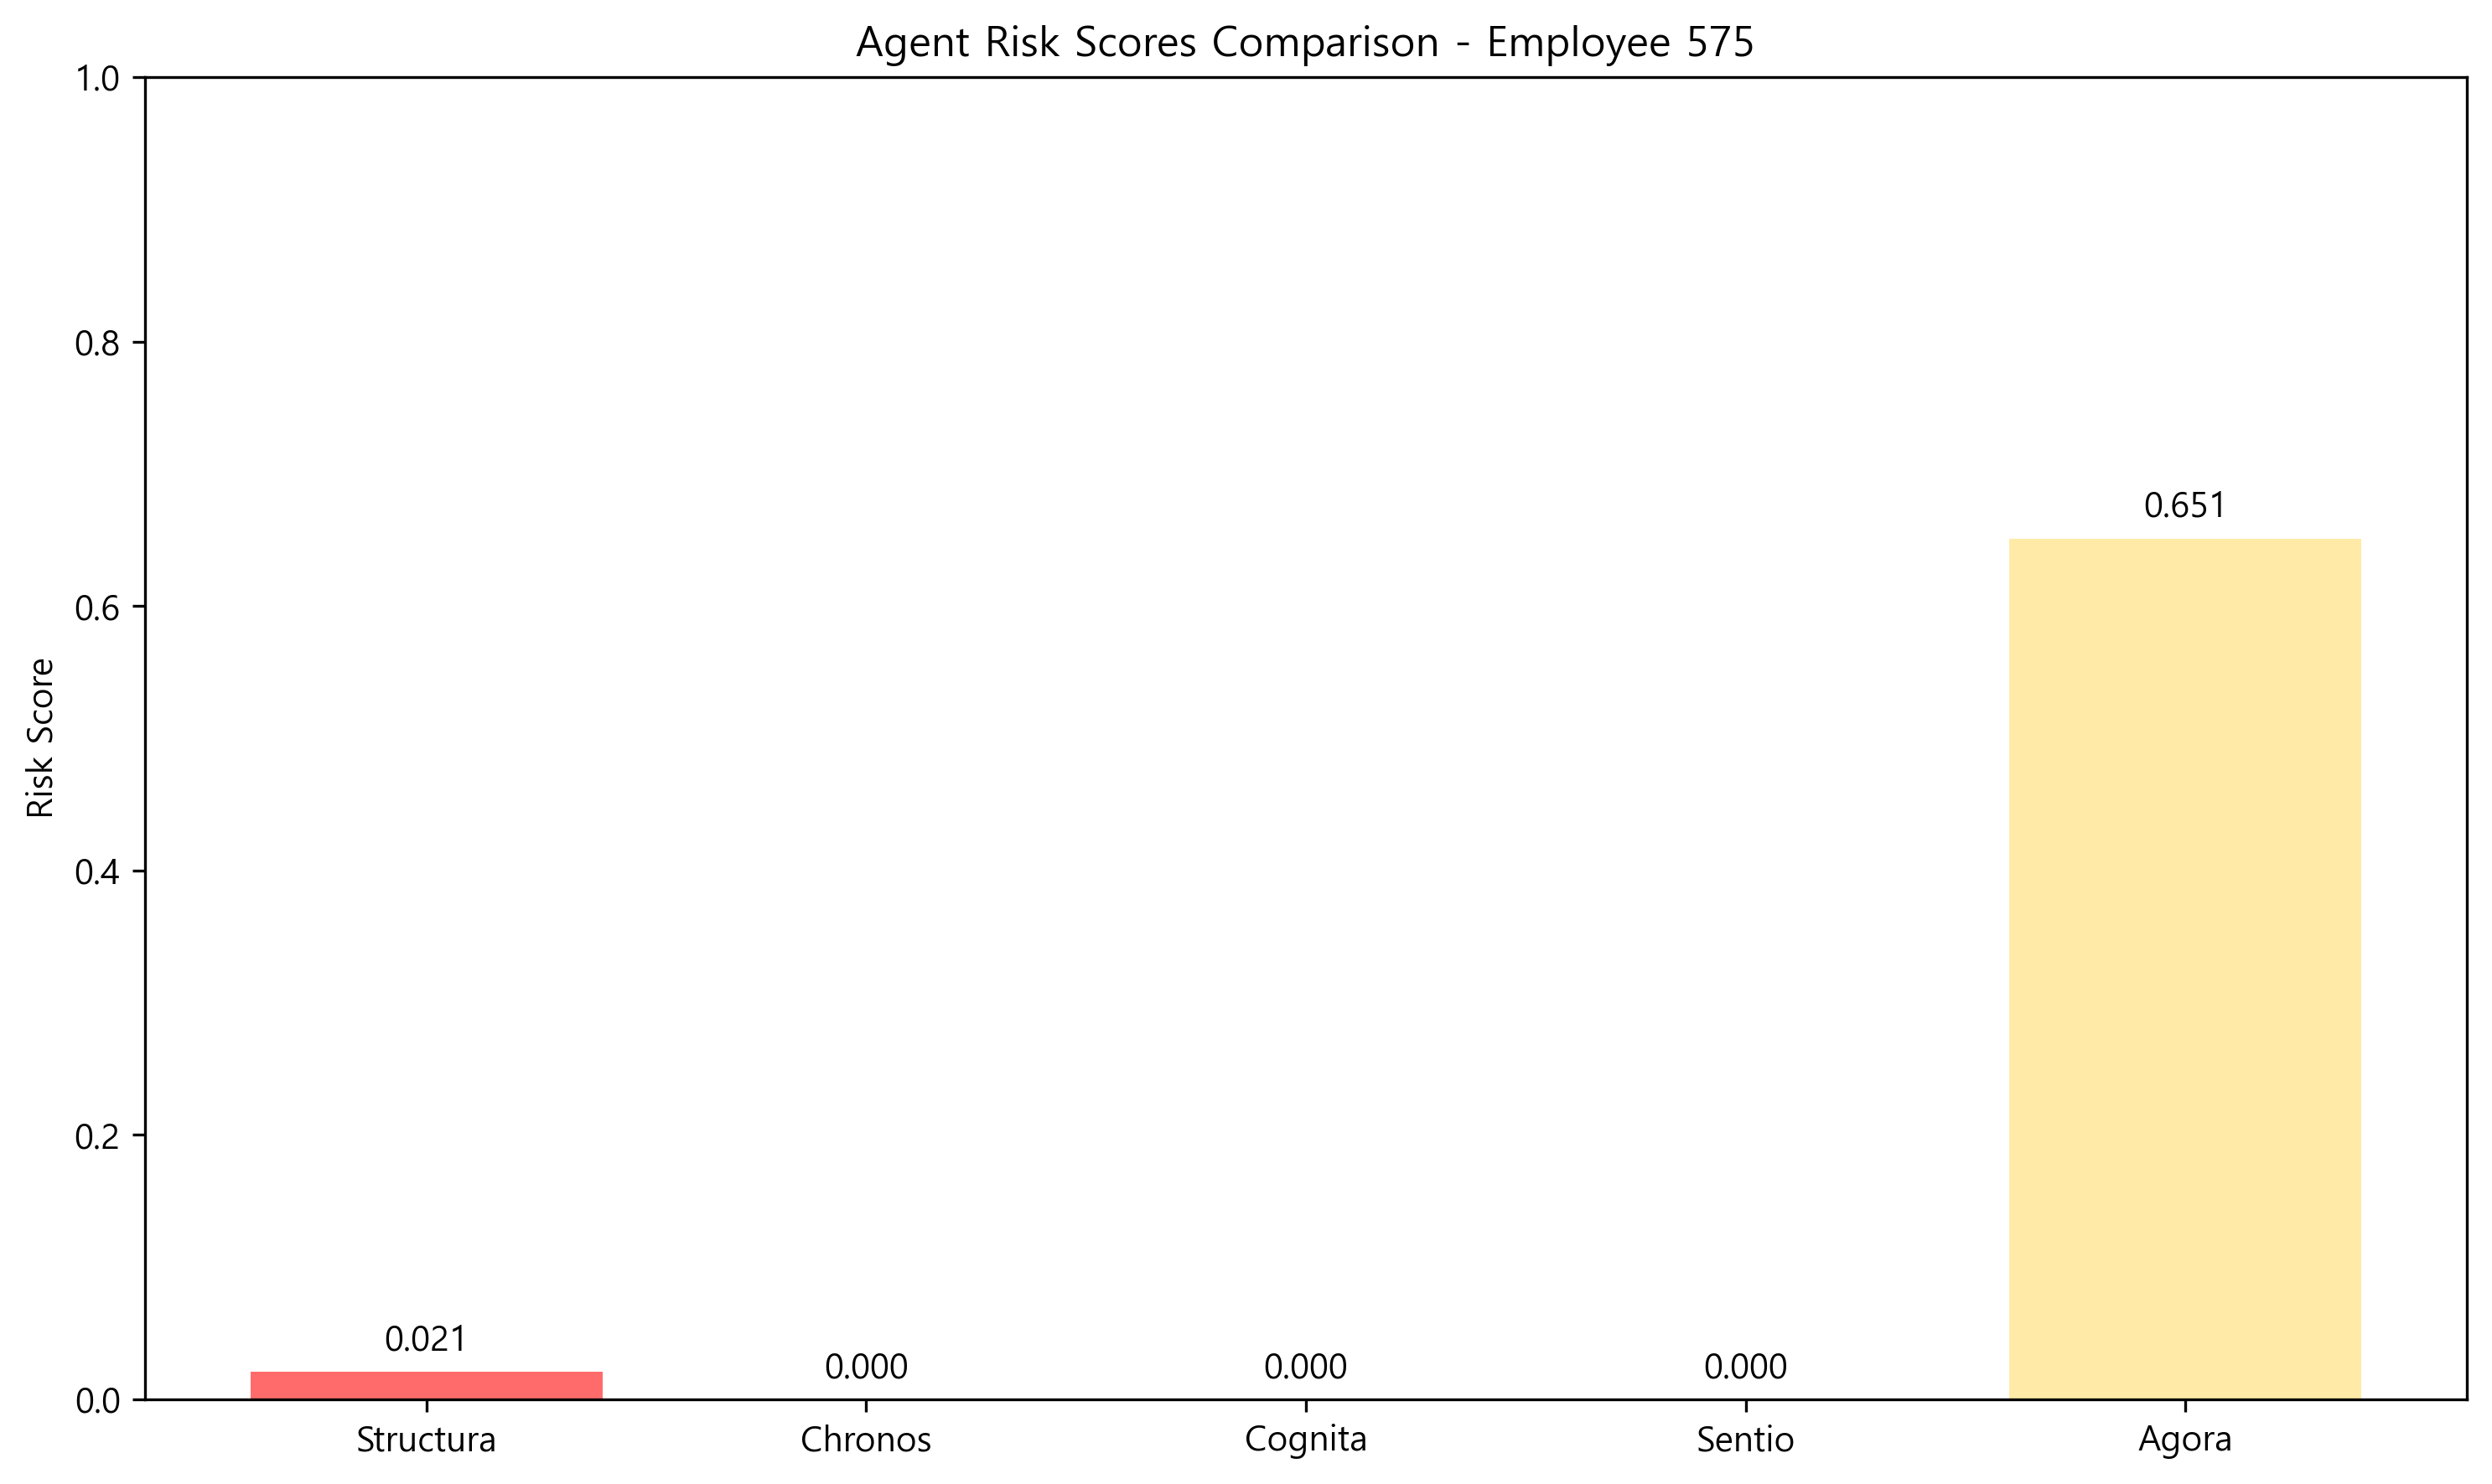 Agent Risk Scores Comparison - Employee 575
Risk Score
1.0
0.8
0.6
0.4
0.2
0.0
0.021
0.000
0.000
0.000
0.651
Structura
Chronos
Cognita
Sentio
Agora